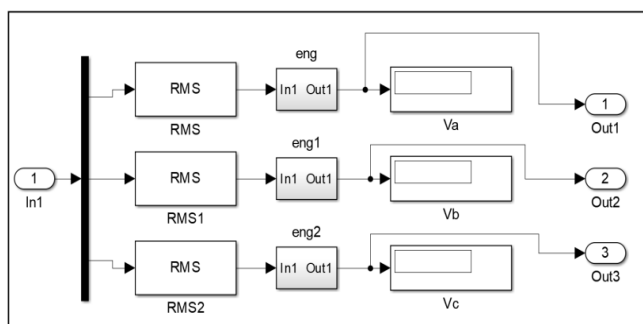 eng
RMS
In1 Out1
RMS
Va
1
Out1
eng1
1
In1
RMS
In1 Out1
RMS1
Vb
2
Out2
eng2
RMS
In1 Out1
RMS2
Vc
3
Out3